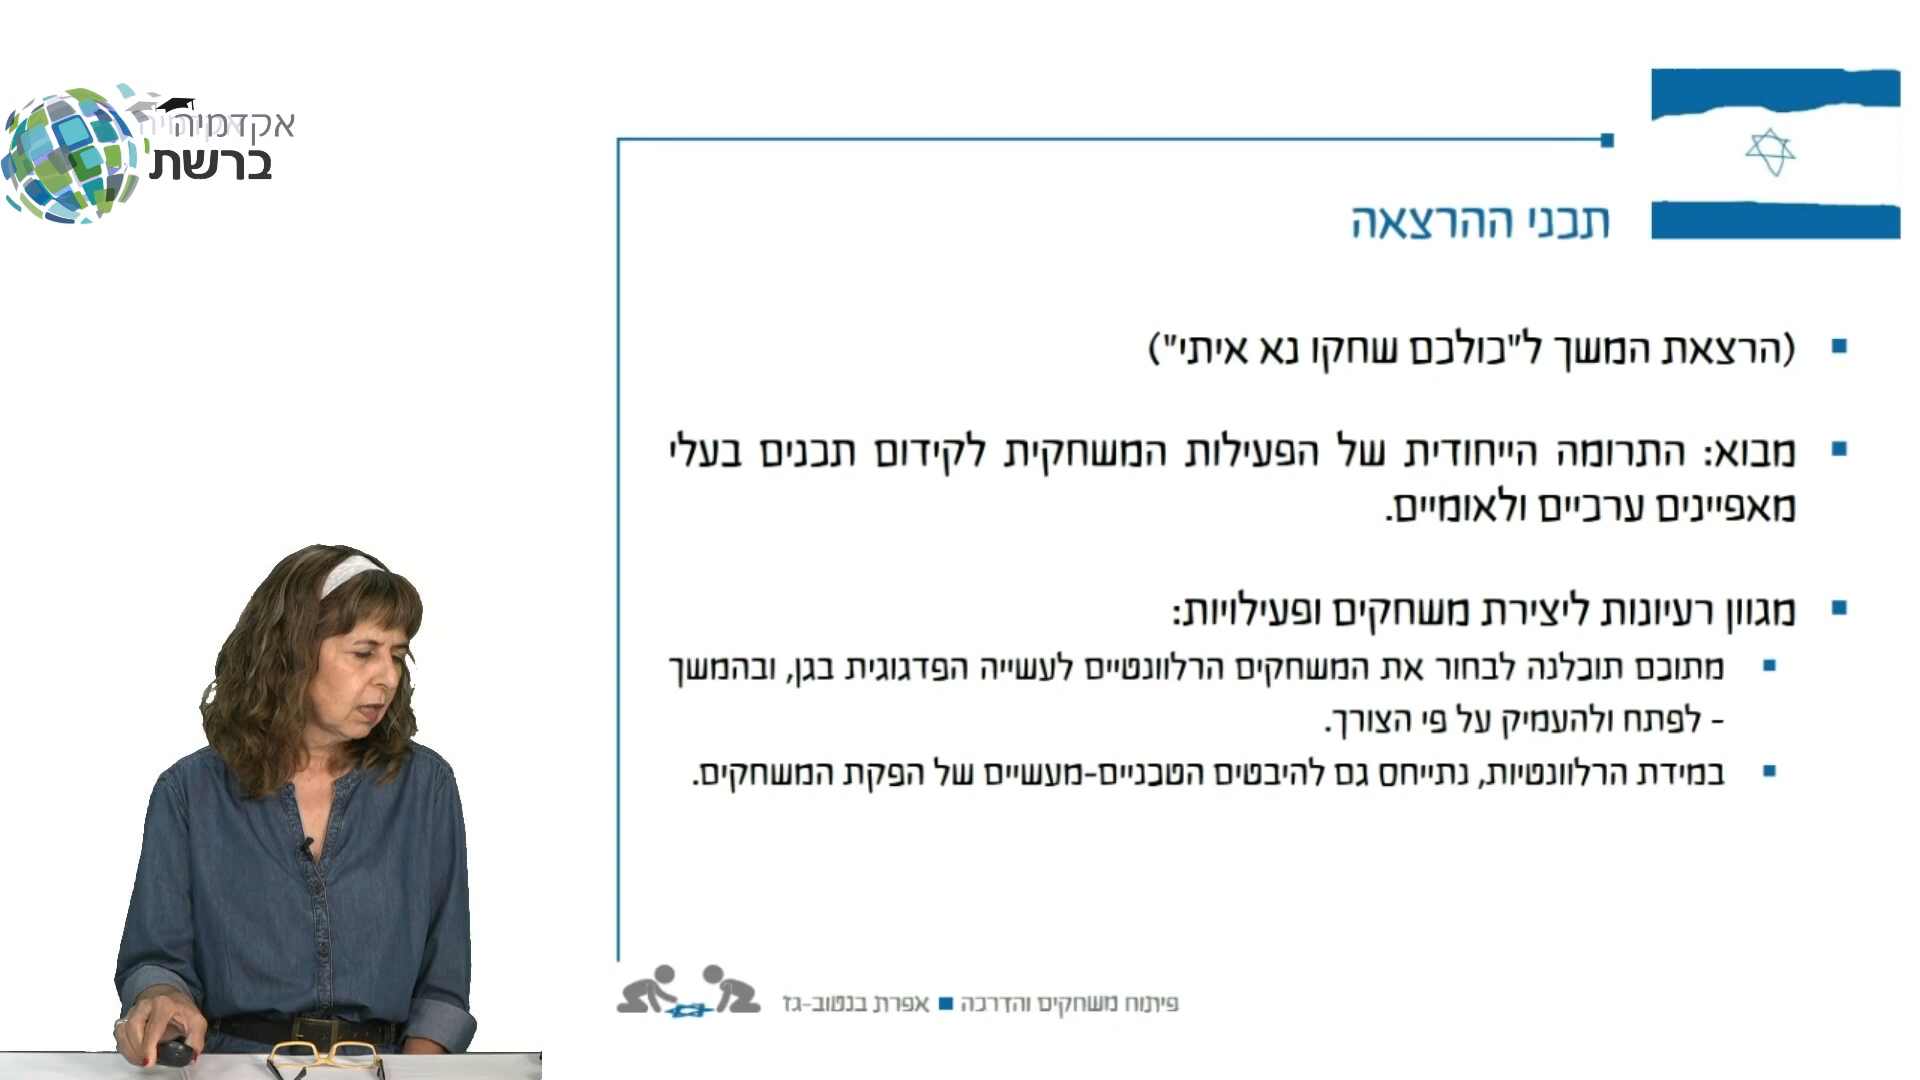 אקדמיה
ברשת
תכני ההרצאה
(הרצאת המשך ל"כולכם שחקו נא איתי")
מבוא: התרומה הייחודית של הפעילות המשחקית לקידום תכנים בעלי
מאפיינים ערכיים ולאומיים.
מגוון רעיונות ליצירת משחקים ופעילויות:
מתוכם תוכלנה לבחור את המשחקים הרלוונטיים לעשייה הפדגוגית בגן, ובהמשך
- לפתח ולהעמיק על פי הצורך.
במידת הרלוונטיות, נתייחס גם להיבטים הטכניים-מעשיים של הפקת המשחקים.
פיתוח משחקים והדרכה ■ אפרת בנטוב-גז